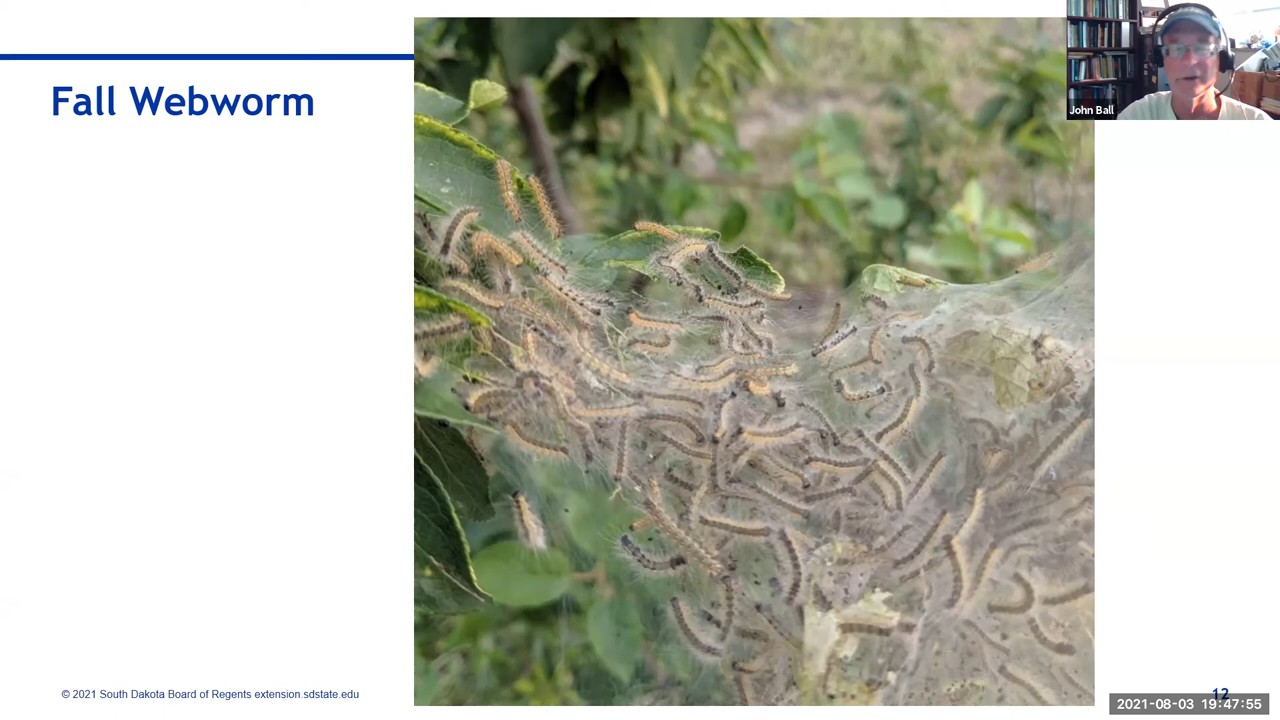 Fall Webworm
John Ball
© 2021 South Dakota Board of Regents extension.sdstate.edu
12
2021-08-03 19:47:55